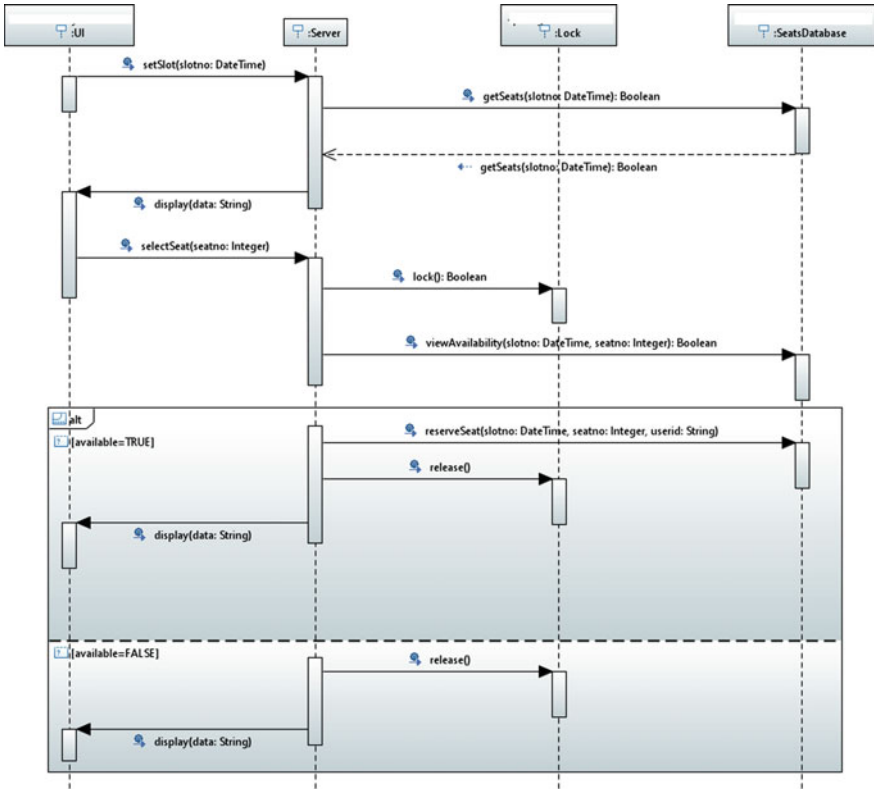 :UI
:Server
:Lock
:SeatsDatabase
setSlot(slotno: DateTime)
getSeats(slotno: DateTime): Boolean
getSeats(slotno: DateTime): Boolean
display(data: String)
selectSeat(seatno: Integer)
lock(): Boolean
viewAvailability(slotno: DateTime, seatno: Integer): Boolean
alt
[available=TRUE]
reserveSeat(slotno: DateTime, seatno: Integer, userid: String)
release()
display(data: String)
[available=FALSE]
release()
display(data: String)